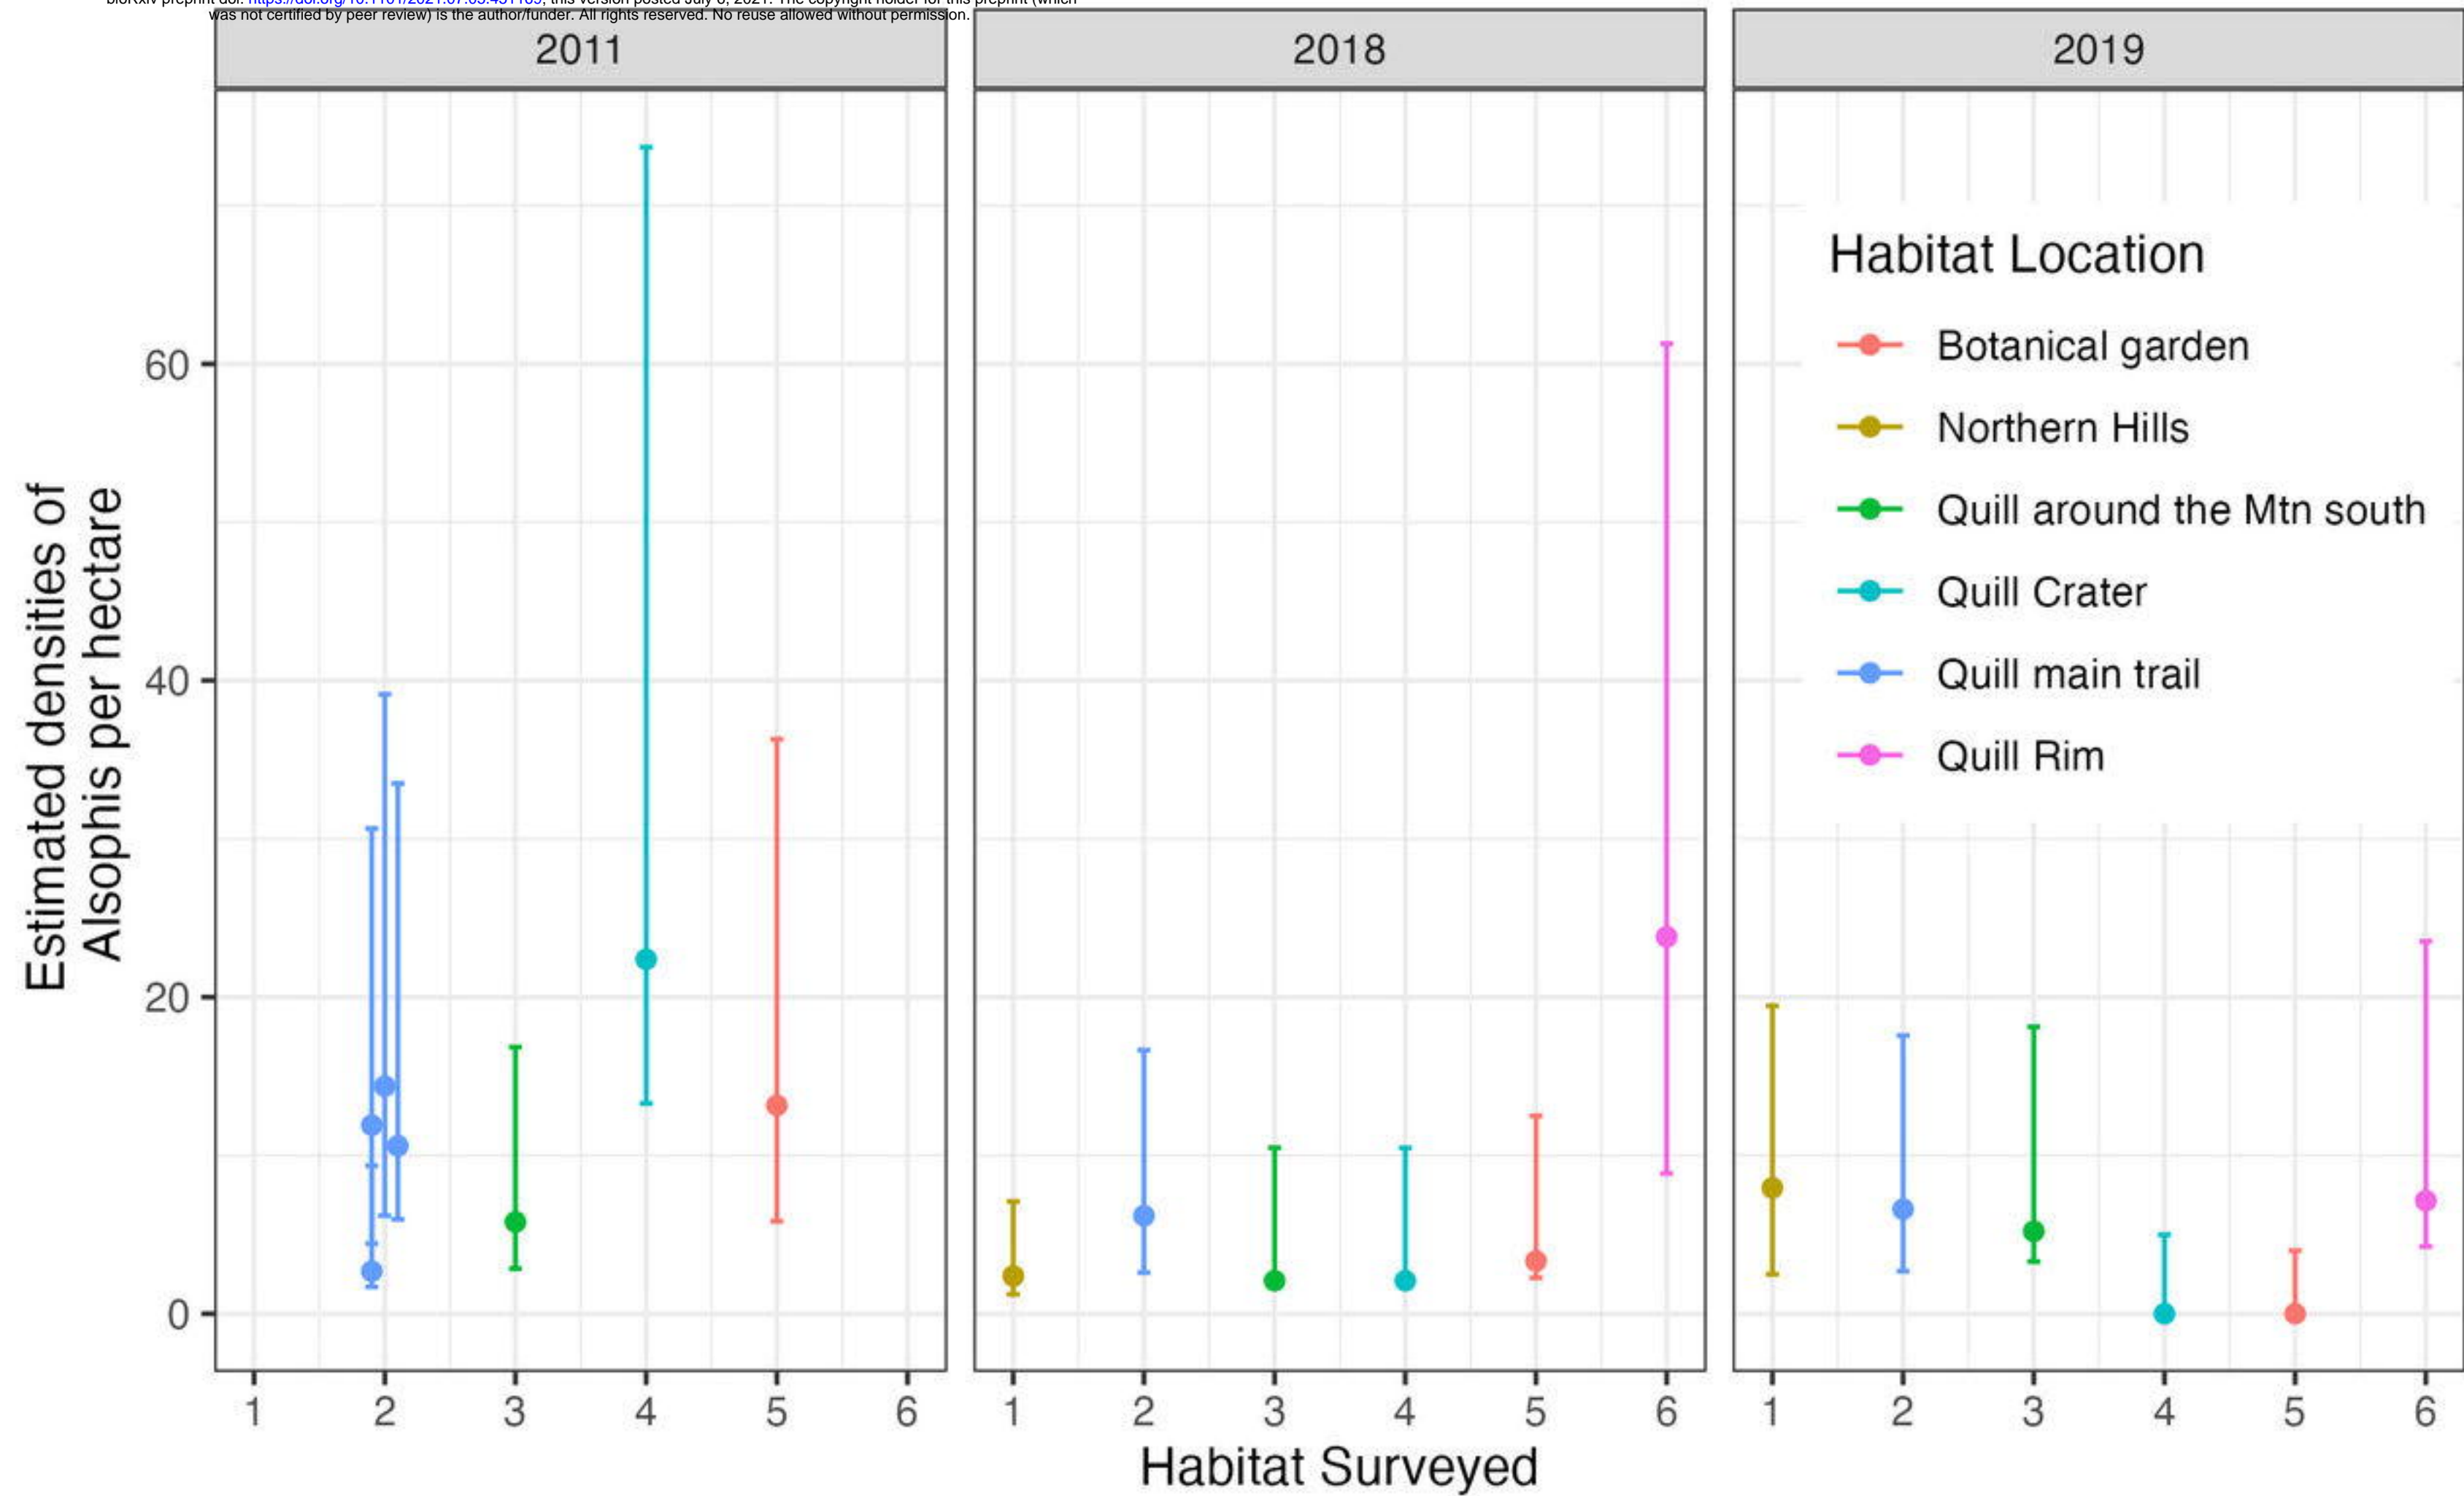 was not certified by peer review) is the author/funder. All rights reserved. No reuse allowed without permission.
2011 2018 2019
Estimated densities of
Alsophis per hectare
60
40
20
0
Habitat Location
Botanical garden
Northern Hills
Quill around the Mtn south
Quill Crater
Quill main trail
Quill Rim
1 2 3 4 5 6 1 2 3 4 5 6 1 2 3 4 5 6
Habitat Surveyed